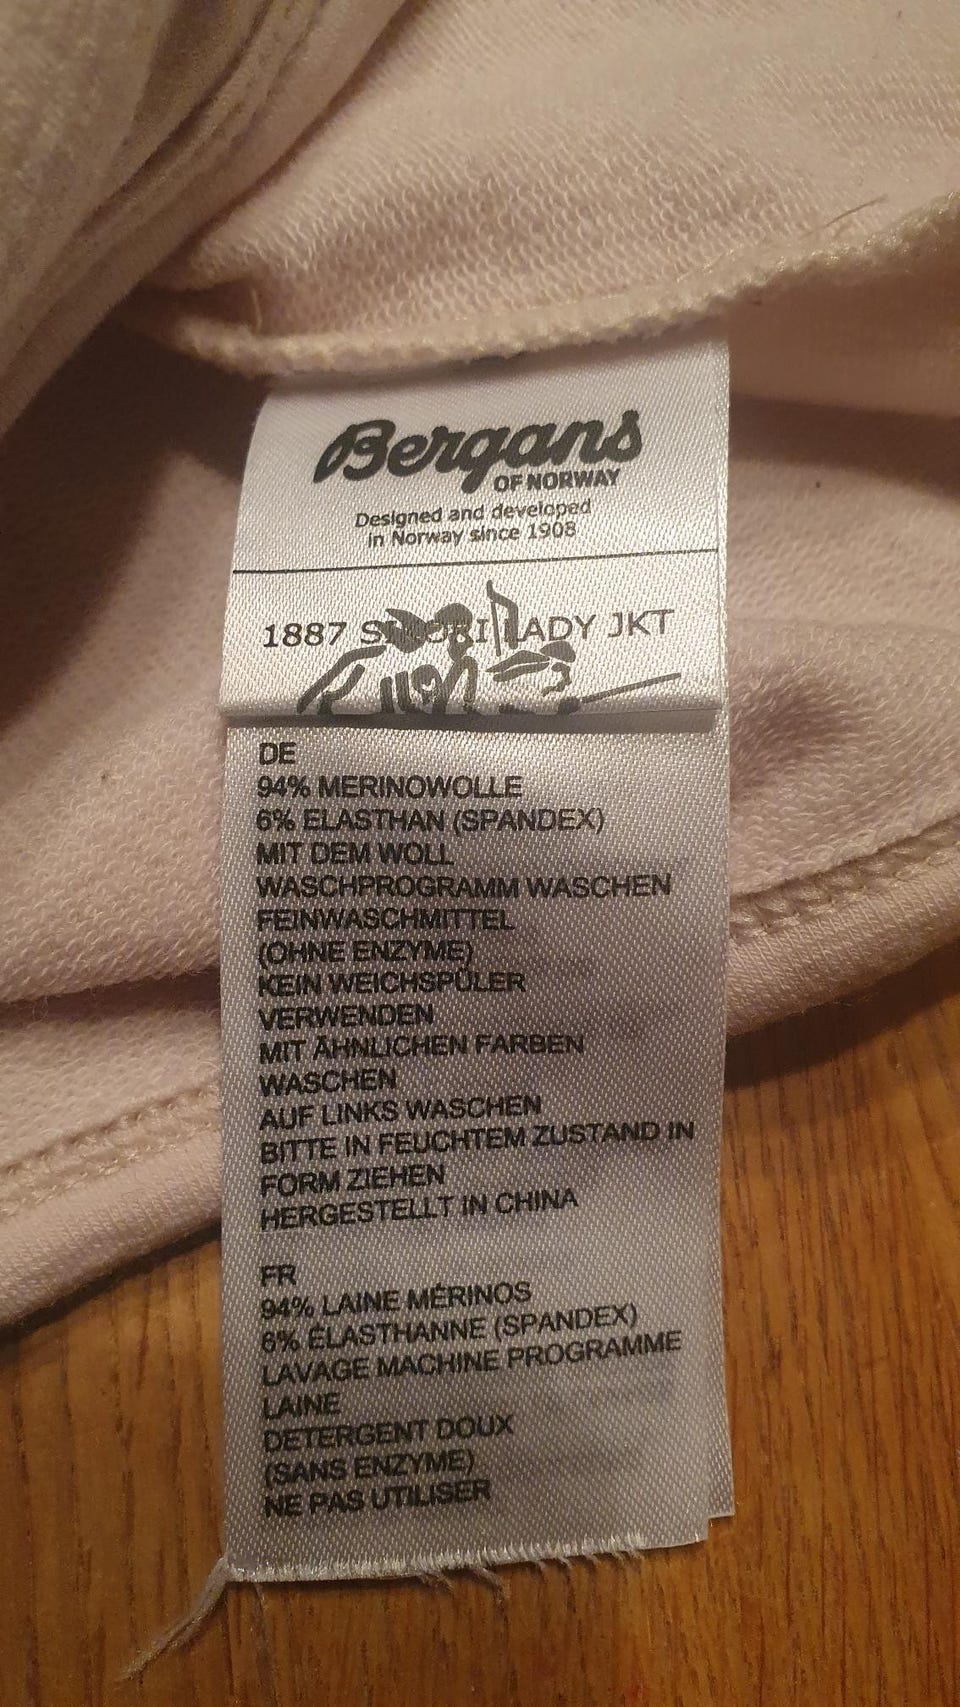 Bergans
OF NORWAY
Designed and developed
in Norway since 1908
1887 LADY JKT
DE
94% MERINOWOLLE
6% ELASTHAN (SPANDEX)
MIT DEM WOLL
WASCHPROGRAMM WASCHEN
FEINWASCHMITTEL
(OHNE ENZYME)
KEIN WEICHSPÜLER
VERWENDEN
MIT ÄHNLICHEN FARBEN
WASCHEN
AUF LINKS WASCHEN
BITTE IN FEUCHTEM ZUSTAND IN
FORM ZIEHEN
HERGESTELLT IN CHINA
FR
94% LAINE MÉRINOS
6% ÉLASTHANNE (SPANDEX)
LAVAGE MACHINE PROGRAMME
LAINE
DETERGENT DOUX
(SANS ENZYME)
NE PAS UTILISER